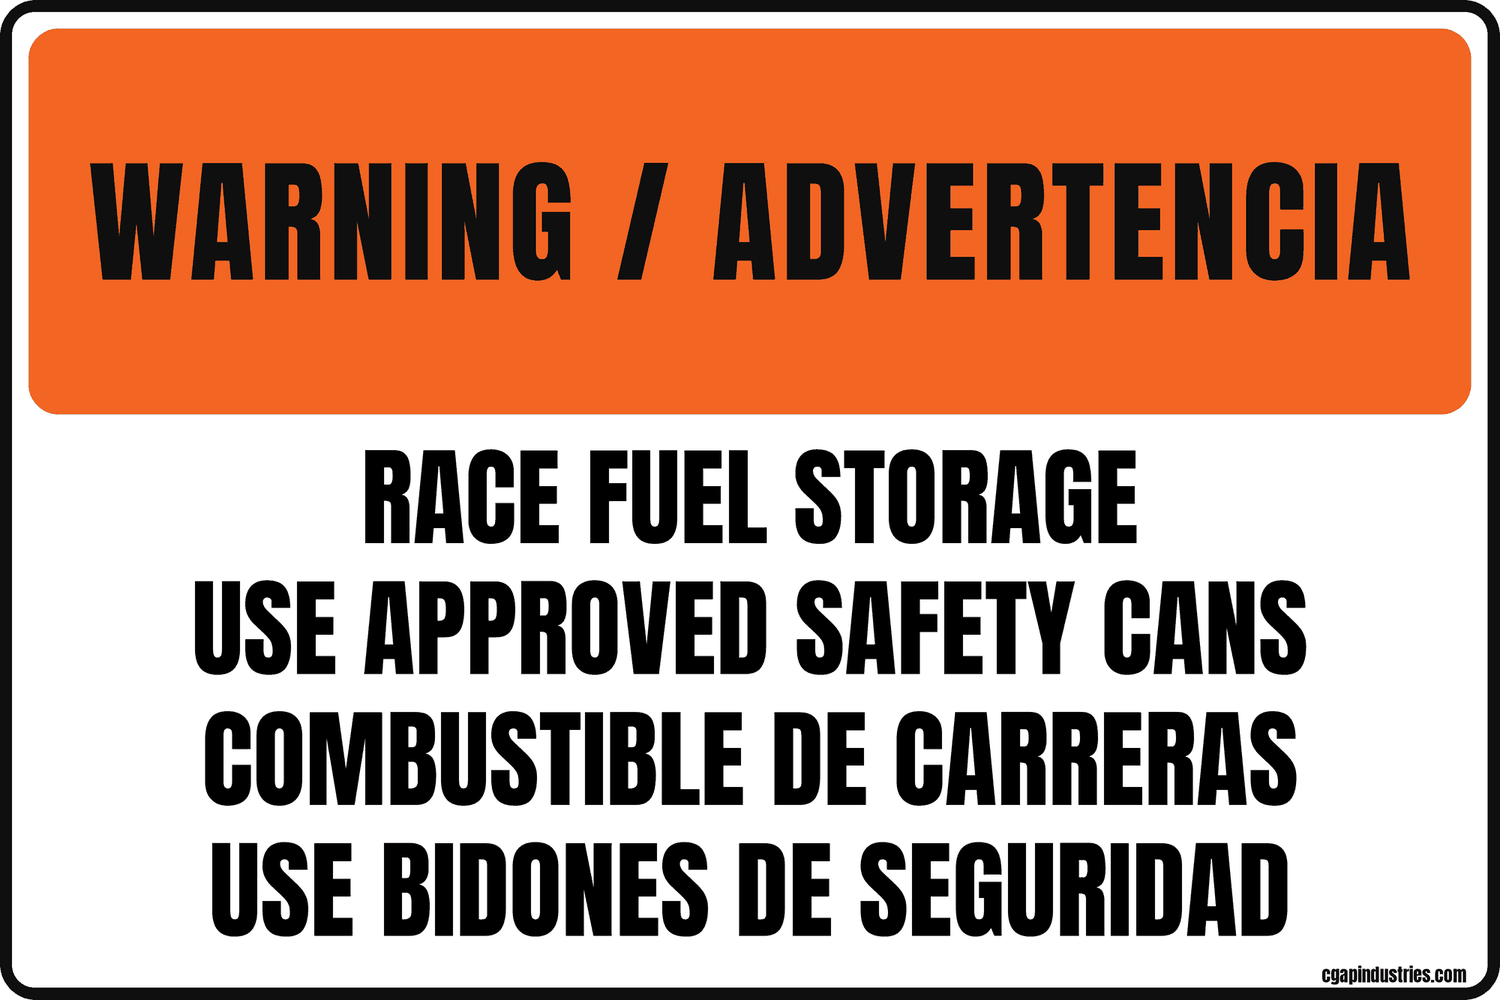 WARNING / ADVERTENCIA
RACE FUEL STORAGE
USE APPROVED SAFETY CANS
COMBUSTIBLE DE CARRERAS
USE BIDONES DE SEGURIDAD
cgapindustries.com